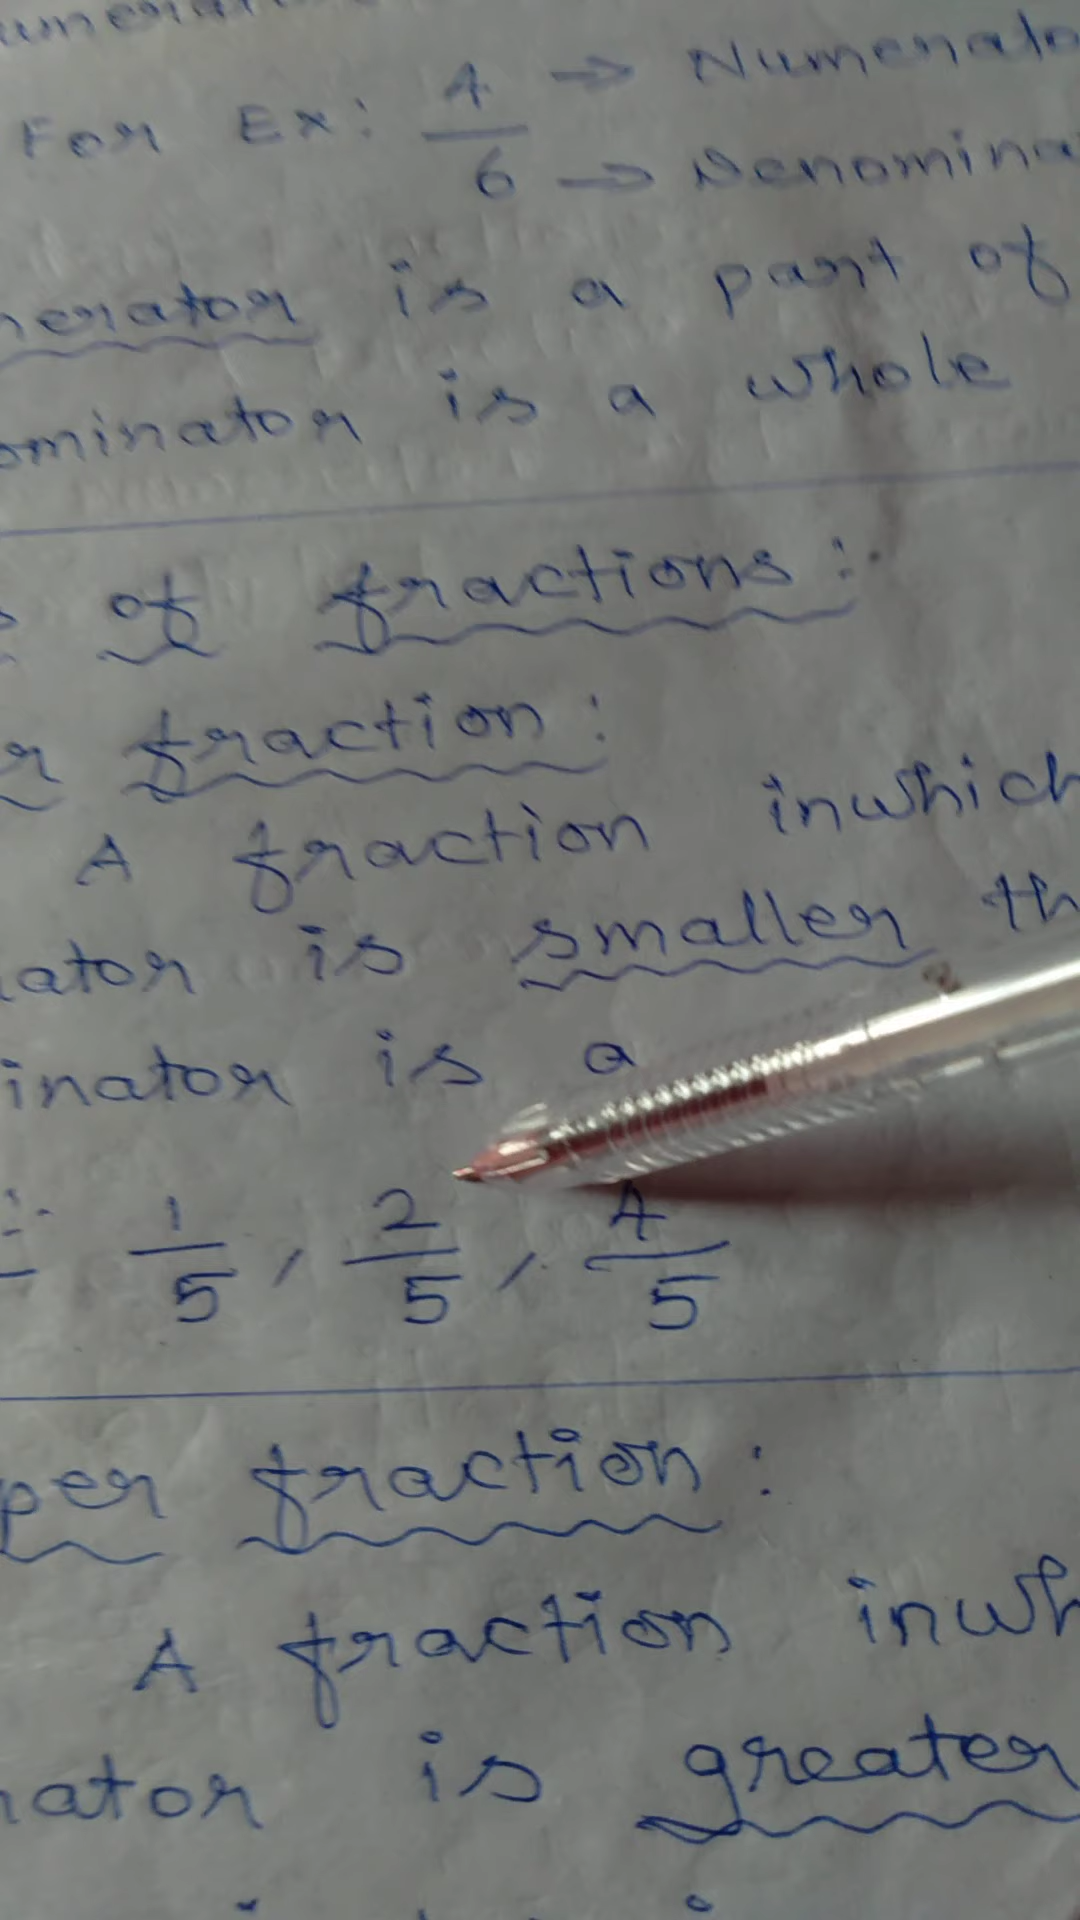 For Ex: 4/6 → Numerato
→ Denomina
nerator is a part of
ominator is a whole
of fractions :-
r fraction :
A fraction inwhich
ator is smaller th
inator is a
:- 1/5 , 2/5 , 4/5
per fraction :
A fraction inwh
nator is greater